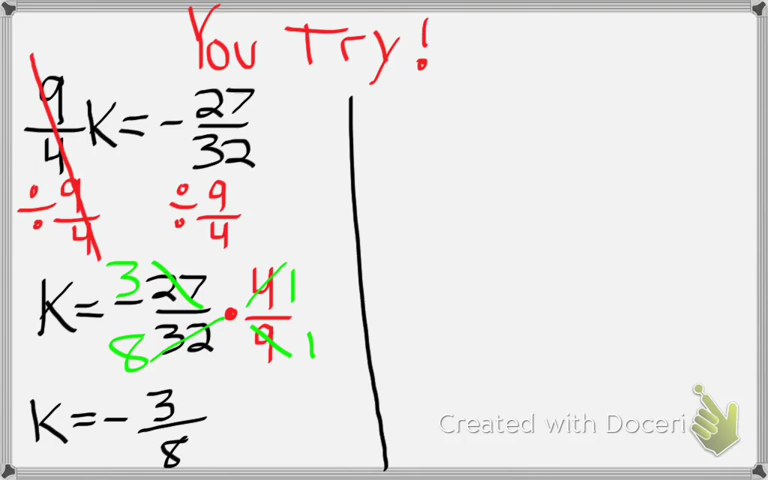 You Try!
9/4 K = - 27/32
÷ 9/4 ÷ 9/4
K = - 27/32 • 4/9
3 1
8 1
K = - 3/8
Created with Doceri